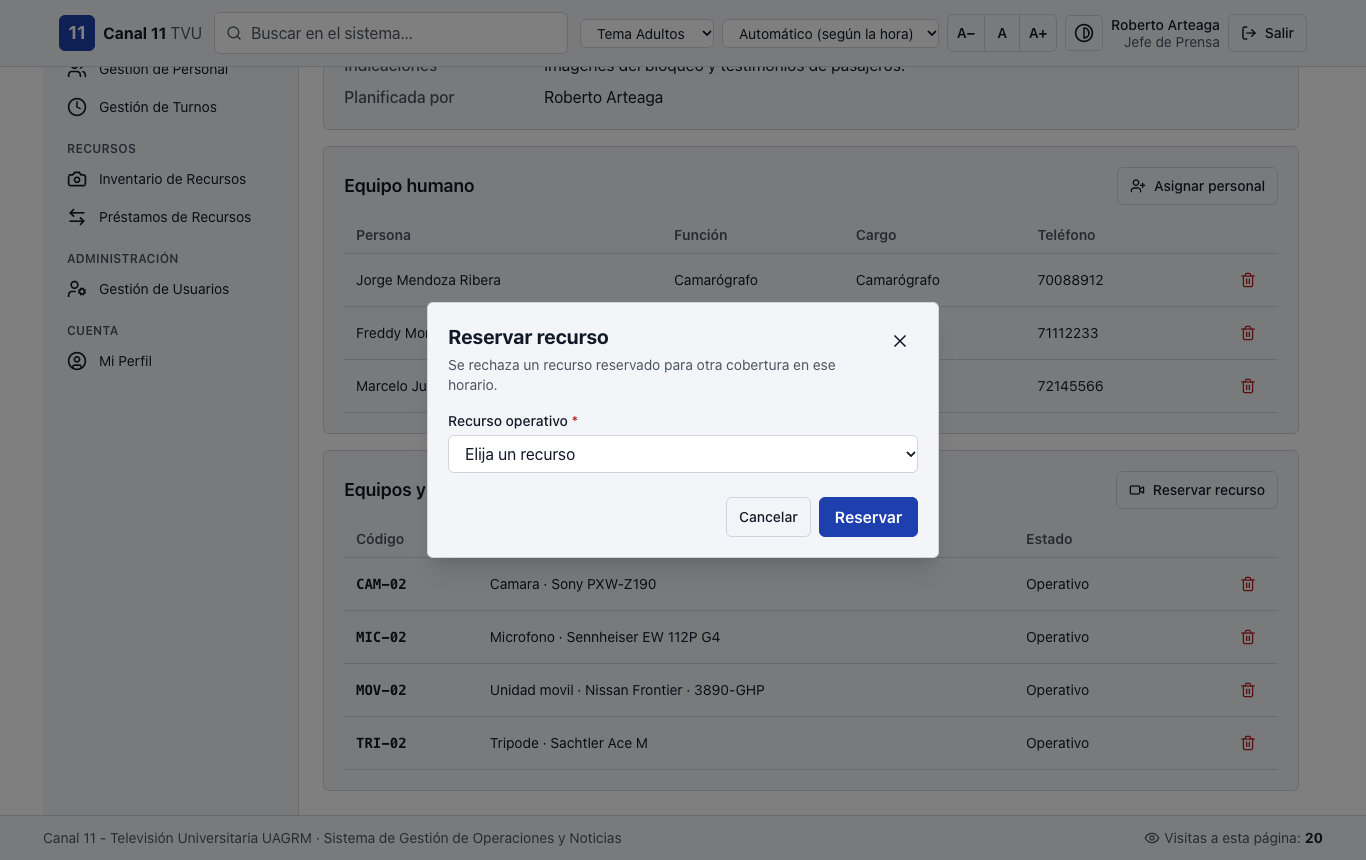 11 Canal 11 TVU Buscar en el sistema... Tema Adultos Automático (según la hora) A− A A+ Roberto Arteaga Jefe de Prensa Salir
Gestión de Personal
Gestión de Turnos
RECURSOS
Inventario de Recursos
Préstamos de Recursos
ADMINISTRACIÓN
Gestión de Usuarios
CUENTA
Mi Perfil
Indicaciones Imágenes del bloqueo y testimonios de pasajeros.
Planificada por Roberto Arteaga
Equipo humano Asignar personal
Persona Función Cargo Teléfono
Jorge Mendoza Ribera Camarógrafo Camarógrafo 70088912
Freddy 71112233
Marcelo 72145566
Reservar recurso
Se rechaza un recurso reservado para otra cobertura en ese
horario.
Recurso operativo *
Elija un recurso
Cancelar Reservar
Equipos y Reservar recurso
Código Estado
CAM-02 Camara · Sony PXW-Z190 Operativo
MIC-02 Microfono · Sennheiser EW 112P G4 Operativo
MOV-02 Unidad movil · Nissan Frontier · 3890-GHP Operativo
TRI-02 Tripode · Sachtler Ace M Operativo
Canal 11 - Televisión Universitaria UAGRM · Sistema de Gestión de Operaciones y Noticias Visitas a esta página: 20